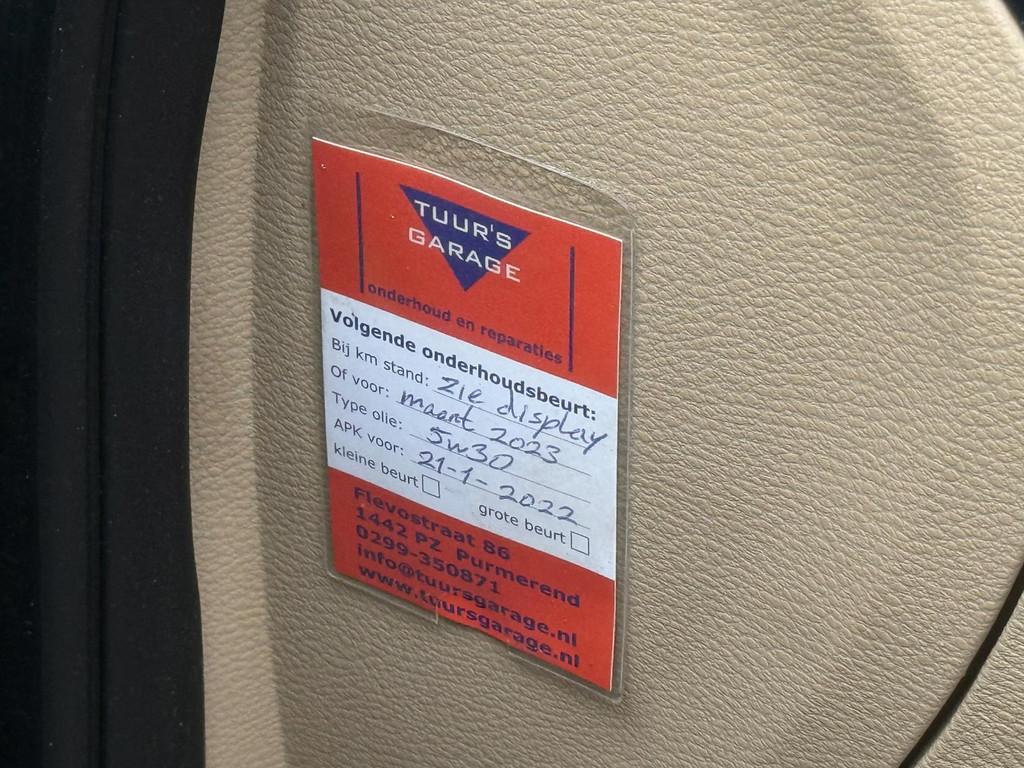 TUUR'S
GARAGE
onderhoud en reparaties
Volgende onderhoudsbeurt:
Bij km stand: zie display
Of voor: maart 2023
Type olie: 5w30
APK voor: 21-1-2022
kleine beurt grote beurt
Flevostraat 86
1442 PZ Purmerend
0299-350871
info@tuursgarage.nl
www.tuursgarage.nl